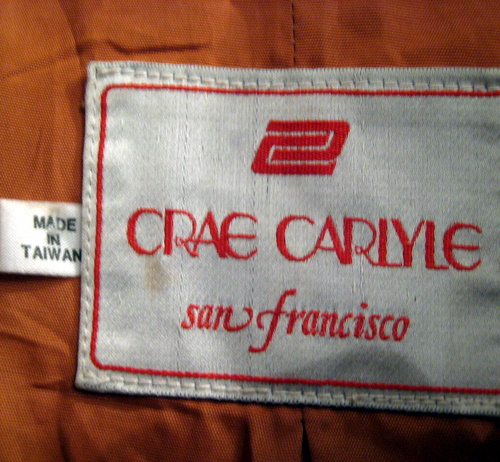 CRAE CARLYLE
san francisco
MADE
IN
TAIWAN